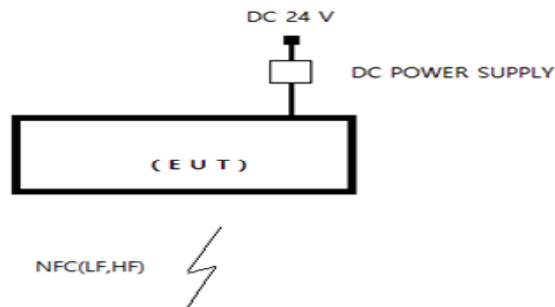 DC 24 V
DC POWER SUPPLY
( E U T )
NFC(LF,HF)